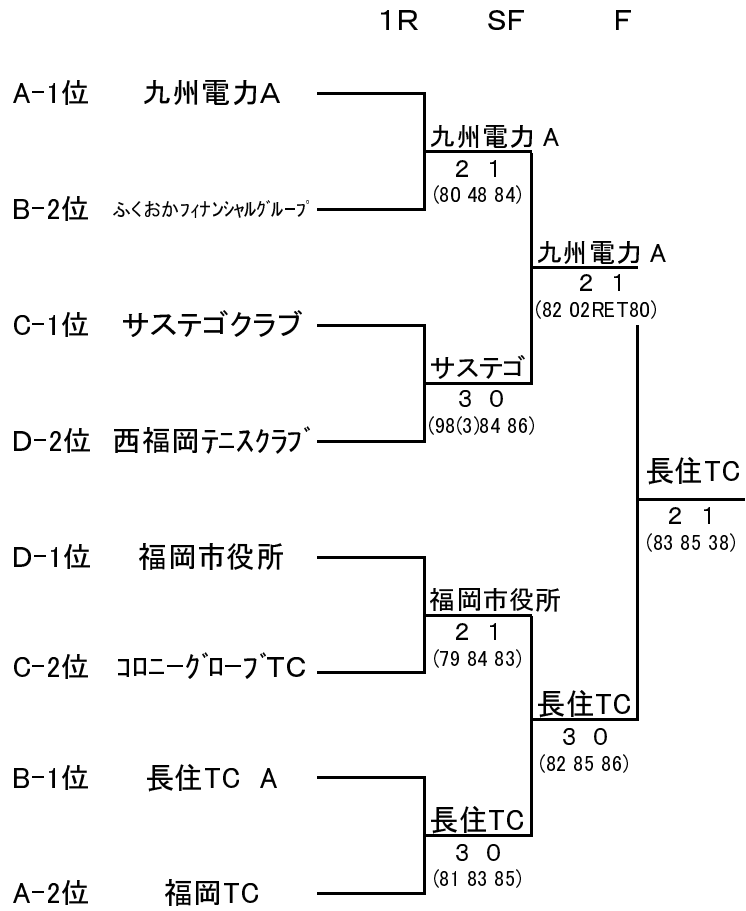 1R SF F
A-1位 九州電力A
九州電力 A
2 1
(80 48 84)
B-2位 ふくおかフィナンシャルグループ
九州電力 A
2 1
(82 02RET80)
C-1位 サステゴクラブ
サステゴ
3 0
(98(3)84 86)
D-2位 西福岡テニスクラブ
長住TC
2 1
(83 85 38)
D-1位 福岡市役所
福岡市役所
2 1
(79 84 83)
C-2位 コロニーグローブTC
長住TC
3 0
(82 85 86)
B-1位 長住TC A
長住TC
3 0
(81 83 85)
A-2位 福岡TC